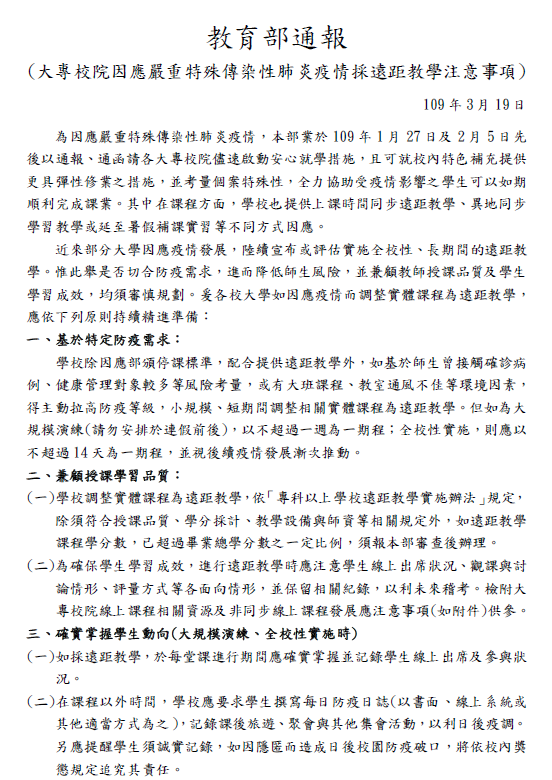 教育部通報
(大專校院因應嚴重特殊傳染性肺炎疫情採遠距教學注意事項)
109 年 3 月 19 日
為因應嚴重特殊傳染性肺炎疫情，本部業於 109 年 1 月 27 日及 2 月 5 日先
後以通報、通函請各大專校院儘速啟動安心就學措施，且可就校內特色補充提供
更具彈性修業之措施，並考量個案特殊性，全力協助受疫情影響之學生可以如期
順利完成課業。其中在課程方面，學校也提供上課時間同步遠距教學、異地同步
學習教學或延至暑假補課實習等不同方式因應。
近來部分大學因應疫情發展，陸續宣布或評估實施全校性、長期間的遠距教
學。惟此舉是否切合防疫需求，進而降低師生風險，並兼顧教師授課品質及學生
學習成效，均須審慎規劃。爰各校大學如因應疫情而調整實體課程為遠距教學，
應依下列原則持續精進準備：
一、基於特定防疫需求：
學校除因應部頒停課標準，配合提供遠距教學外，如基於師生曾接觸確診病
例、健康管理對象較多等風險考量，或有大班課程、教室通風不佳等環境因素，
得主動拉高防疫等級，小規模、短期間調整相關實體課程為遠距教學。但如為大
規模演練(請勿安排於連假前後)，以不超過一週為一期程；全校性實施，則應以
不超過 14 天為一期程，並視後續疫情發展漸次推動。
二、兼顧授課學習品質：
(一)學校調整實體課程為遠距教學，依「專科以上學校遠距教學實施辦法」規定，
除須符合授課品質、學分採計、教學設備與師資等相關規定外，如遠距教學
課程學分數，已超過畢業總學分數之一定比例，須報本部審查後辦理。
(二)為確保學生學習成效，進行遠距教學時應注意學生線上出席狀況、觀課與討
論情形、評量方式等各面向情形，並保留相關紀錄，以利未來稽考。檢附大
專校院線上課程相關資源及非同步線上課程發展應注意事項(如附件)供參。
三、確實掌握學生動向(大規模演練、全校性實施時)
(一)如採遠距教學，於每堂課進行期間應確實掌握並記錄學生線上出席及參與狀
況。
(二)在課程以外時間，學校應要求學生撰寫每日防疫日誌(以書面、線上系統或
其他適當方式為之)，記錄課後旅遊、聚會與其他集會活動，以利日後疫調。
另應提醒學生須誠實記錄，如因隱匿而造成日後校園防疫破口，將依校內獎
懲規定追究其責任。